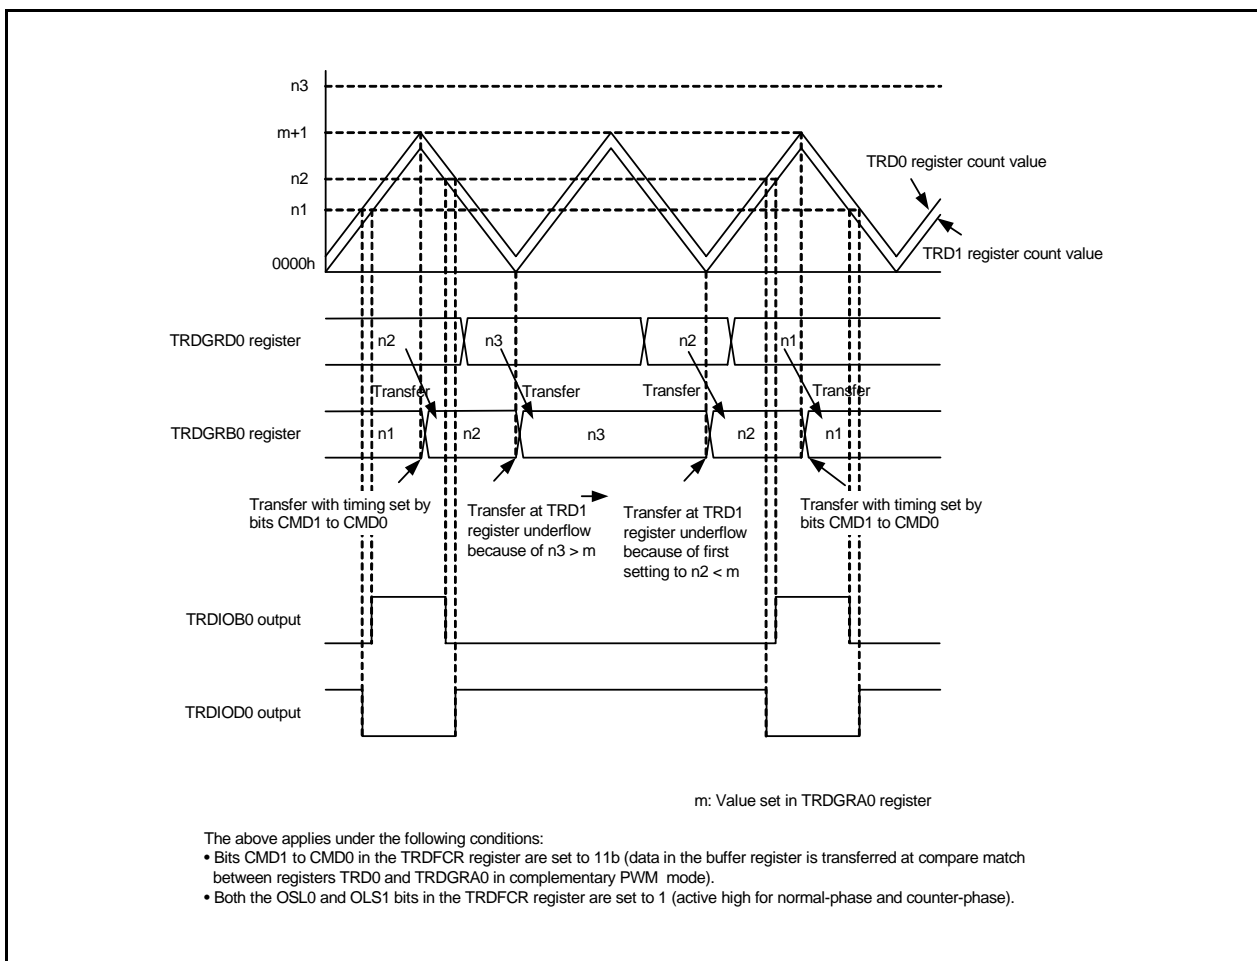 n3
m+1
n2
n1
0000h
TRD0 register count value
TRD1 register count value
TRDGRD0 register
n2
n3
n2
n1
Transfer
Transfer
Transfer
Transfer
TRDGRB0 register
n1
n2
n3
n2
n1
Transfer with timing set by
bits CMD1 to CMD0
Transfer at TRD1
register underflow
because of n3 > m
Transfer at TRD1
register underflow
because of first
setting to n2 < m
Transfer with timing set by
bits CMD1 to CMD0
TRDIOB0 output
TRDIOD0 output
m: Value set in TRDGRA0 register
The above applies under the following conditions:
• Bits CMD1 to CMD0 in the TRDFCR register are set to 11b (data in the buffer register is transferred at compare match
between registers TRD0 and TRDGRA0 in complementary PWM mode).
• Both the OSL0 and OLS1 bits in the TRDFCR register are set to 1 (active high for normal-phase and counter-phase).